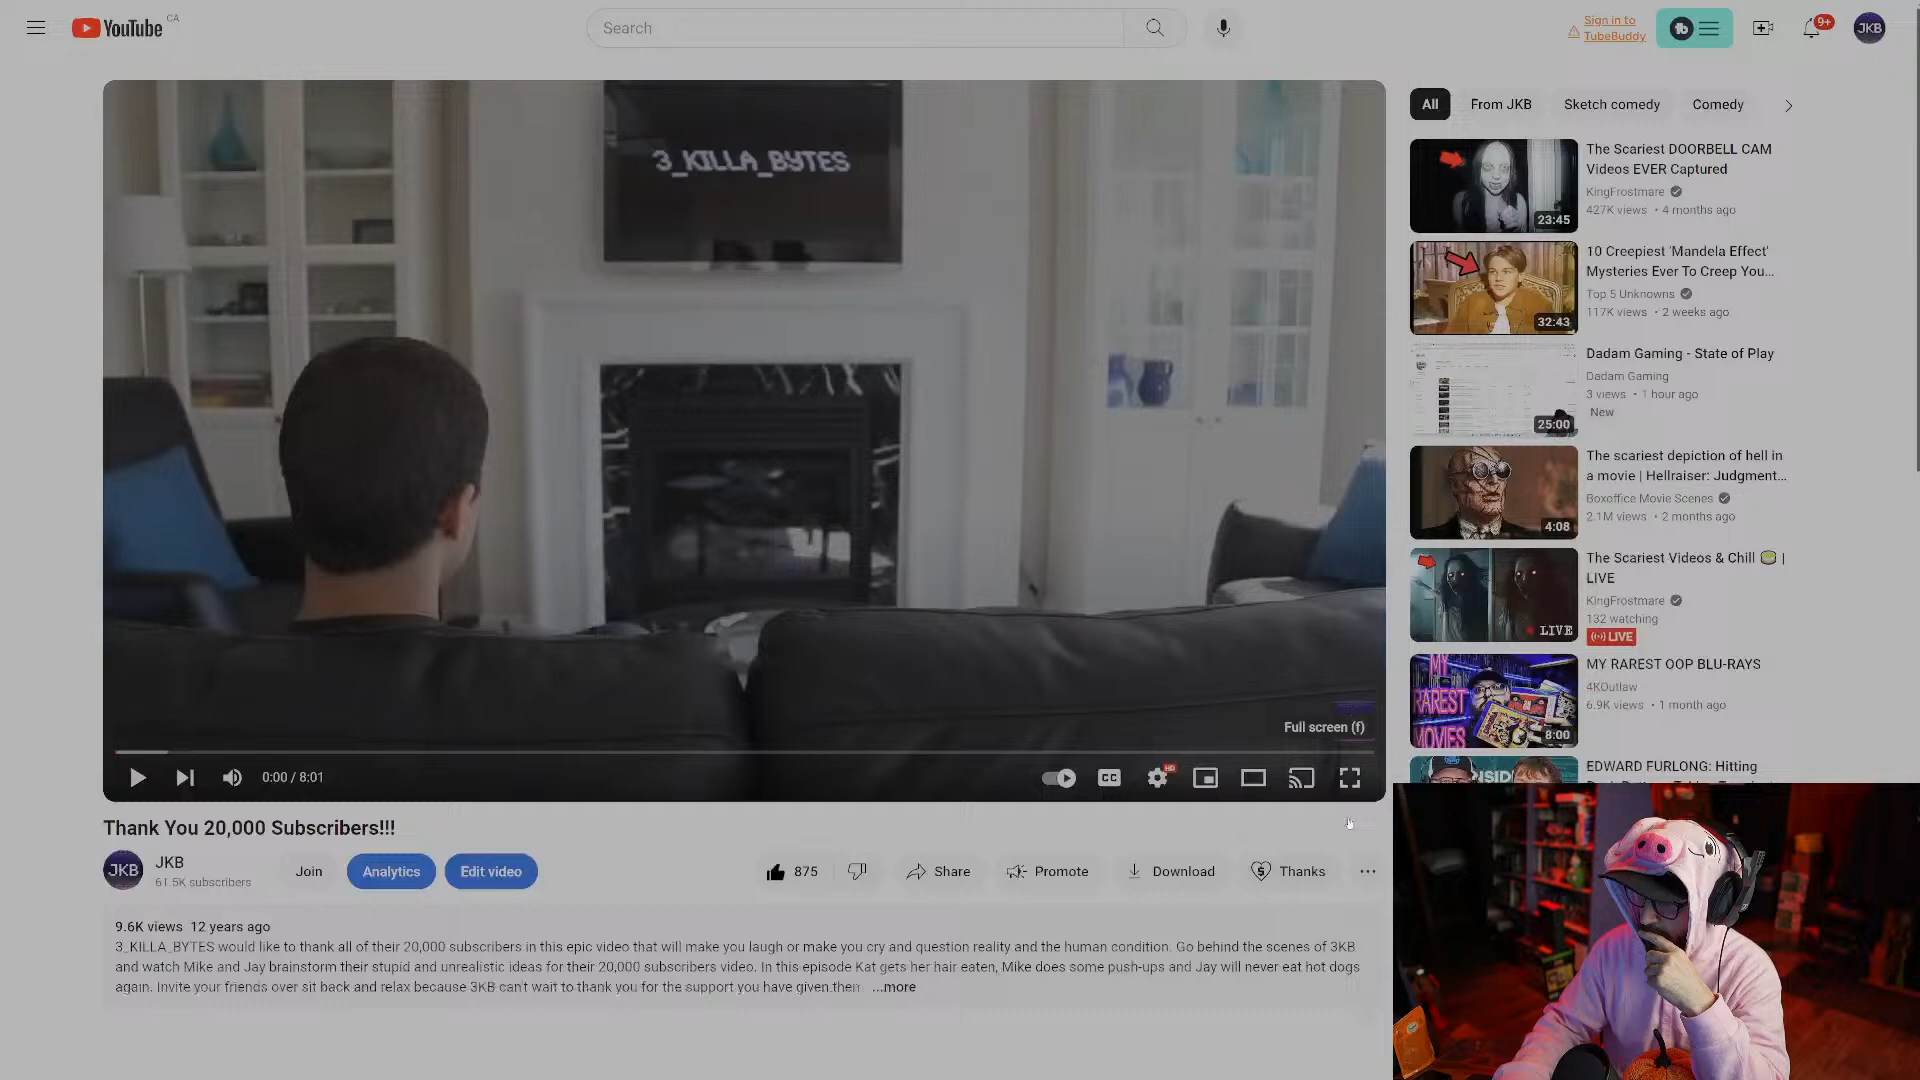 YouTube CA
Search
Sign in to
TubeBuddy
9+
JKB
3_KILLA_BYTES
Full screen (f)
0:00 / 8:01
CC
HD
Thank You 20,000 Subscribers!!!
JKB
JKB
61.5K subscribers
Join
Analytics
Edit video
875
Share
Promote
Download
Thanks
9.6K views 12 years ago
3_KILLA_BYTES would like to thank all of their 20,000 subscribers in this epic video that will make you laugh or make you cry and question reality and the human condition. Go behind the scenes of 3KB
and watch Mike and Jay brainstorm their stupid and unrealistic ideas for their 20,000 subscribers video. In this episode Kat gets her hair eaten, Mike does some push-ups and Jay will never eat hot dogs
again. Invite your friends over sit back and relax because 3KB can't wait to thank you for the support you have given then ...more
All
From JKB
Sketch comedy
Comedy
The Scariest DOORBELL CAM
Videos EVER Captured
KingFrostmare
427K views • 4 months ago
23:45
10 Creepiest 'Mandela Effect'
Mysteries Ever To Creep You...
Top 5 Unknowns
117K views • 2 weeks ago
32:43
Dadam Gaming - State of Play
Dadam Gaming
3 views • 1 hour ago
New
25:00
The scariest depiction of hell in
a movie | Hellraiser: Judgment...
Boxoffice Movie Scenes
2.1M views • 2 months ago
4:08
The Scariest Videos & Chill |
LIVE
KingFrostmare
132 watching
LIVE
LIVE
MY RAREST OOP BLU-RAYS
4KOutlaw
6.9K views • 1 month ago
MY
RAREST
MOVIES
8:00
EDWARD FURLONG: Hitting